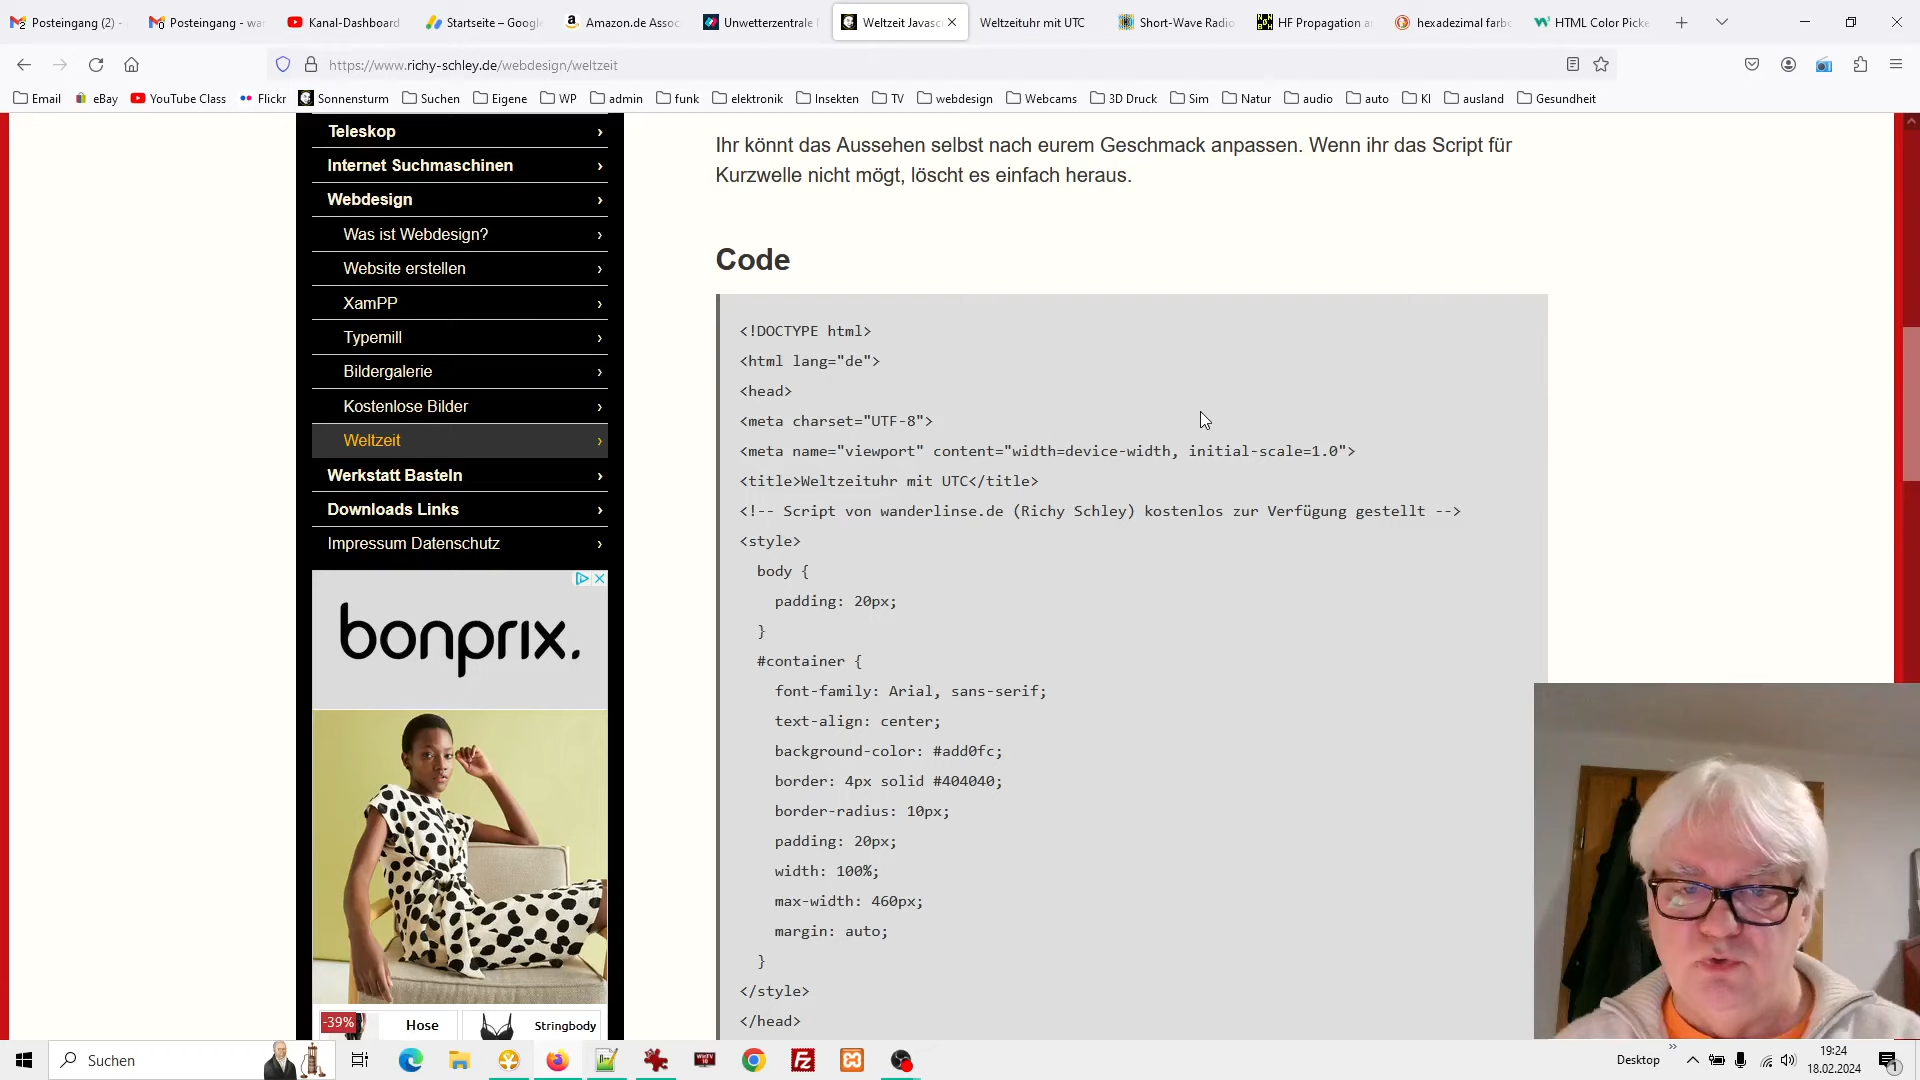 Posteingang (2) -
Posteingang - wa
Kanal-Dashboard
Startseite – Googl
Amazon.de Assoc
Unwetterzentrale
Weltzeit Javascr
Weltzeituhr mit UTC
Short-Wave Radio
HF Propagation a
hexadezimal farb
HTML Color Picke
https://www.richy-schley.de/webdesign/weltzeit
Email
eBay
YouTube Class
Flickr
Sonnensturm
Suchen
Eigene
WP
admin
funk
elektronik
Insekten
TV
webdesign
Webcams
3D Druck
Sim
Natur
audio
auto
KI
ausland
Gesundheit
Teleskop
Internet Suchmaschinen
Webdesign
Was ist Webdesign?
Website erstellen
XamPP
Typemill
Bildergalerie
Kostenlose Bilder
Weltzeit
Werkstatt Basteln
Downloads Links
Impressum Datenschutz
bonprix.
-39%
Hose
Stringbody
Ihr könnt das Aussehen selbst nach eurem Geschmack anpassen. Wenn ihr das Script für
Kurzwelle nicht mögt, löscht es einfach heraus.
Code
<!DOCTYPE html>
<html lang="de">
<head>
<meta charset="UTF-8">
<meta name="viewport" content="width=device-width, initial-scale=1.0">
<title>Weltzeituhr mit UTC</title>
<!-- Script von wanderlinse.de (Richy Schley) kostenlos zur Verfügung gestellt -->
<style>
body {
padding: 20px;
}
#container {
font-family: Arial, sans-serif;
text-align: center;
background-color: #add0fc;
border: 4px solid #404040;
border-radius: 10px;
padding: 20px;
width: 100%;
max-width: 460px;
margin: auto;
}
</style>
</head>
Suchen
Desktop
19:24
18.02.2024